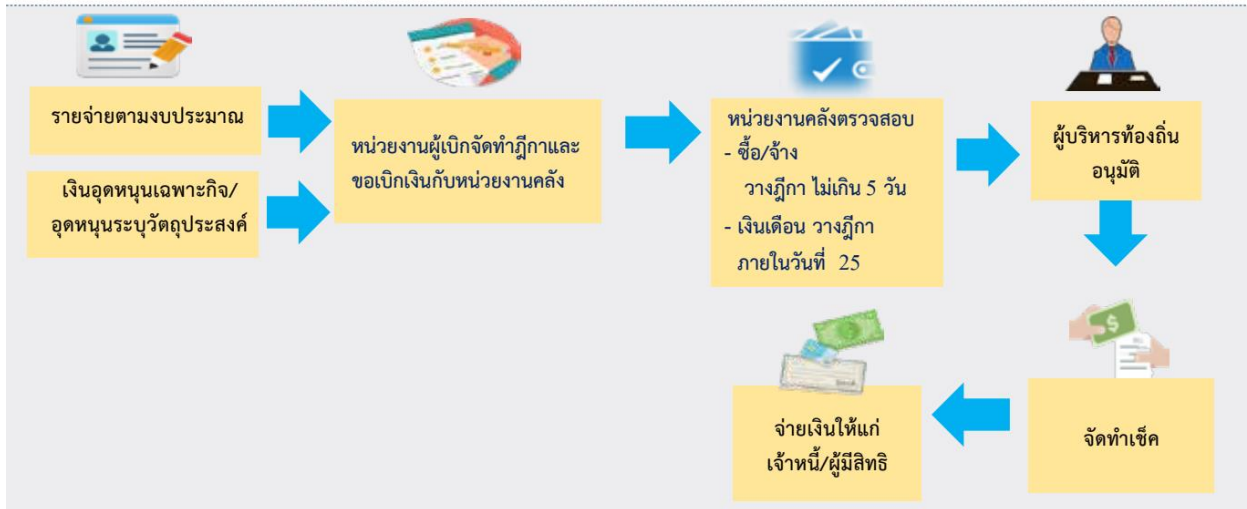 รายจ่ายตามงบประมาณ
เงินอุดหนุนเฉพาะกิจ/
อุดหนุนระบุวัตถุประสงค์
หน่วยงานผู้เบิกจัดทำฎีกาและ
ขอเบิกเงินกับหน่วยงานคลัง
หน่วยงานคลังตรวจสอบ
- ซื้อ/จ้าง
วางฎีกา ไม่เกิน 5 วัน
- เงินเดือน วางฎีกา
ภายในวันที่ 25
ผู้บริหารท้องถิ่น
อนุมัติ
จัดทำเช็ค
จ่ายเงินให้แก่
เจ้าหนี้/ผู้มีสิทธิ